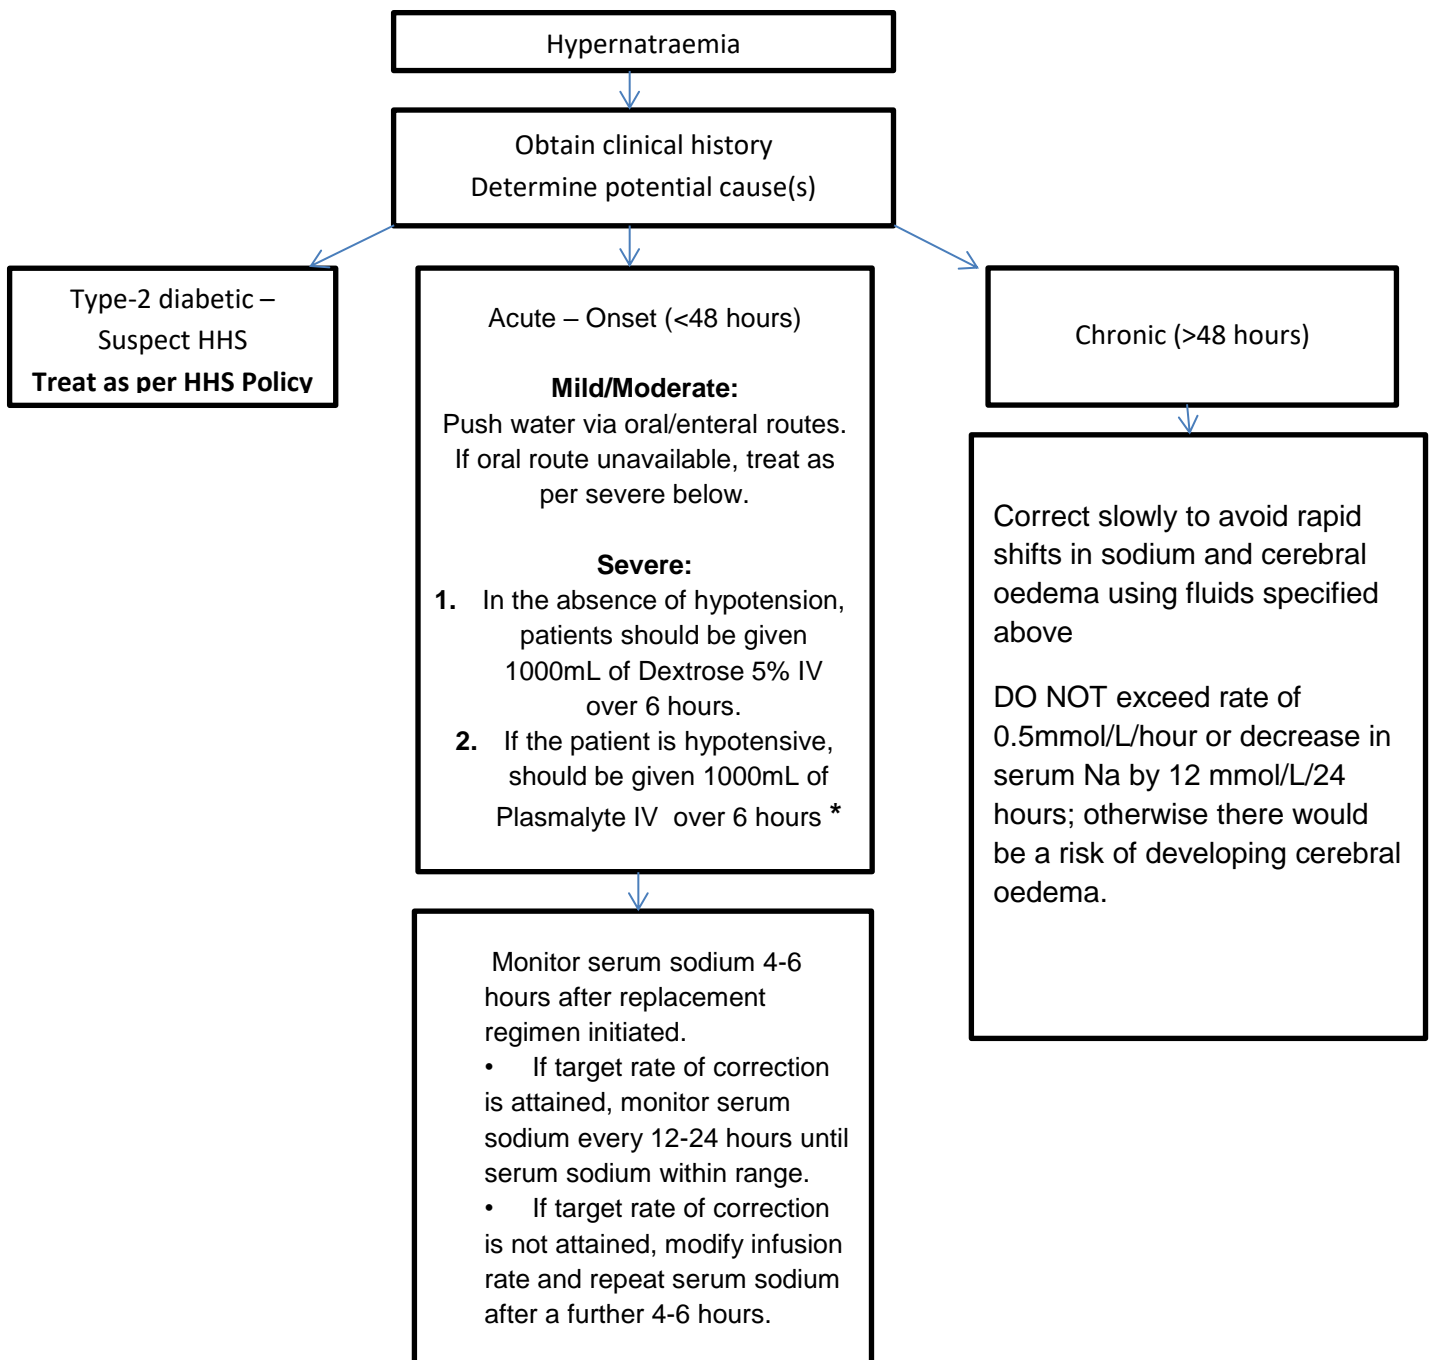 Hypernatraemia
Obtain clinical history
Determine potential cause(s)
Type-2 diabetic –
Suspect HHS
Treat as per HHS Policy
Acute – Onset (<48 hours)
Mild/Moderate:
Push water via oral/enteral routes.
If oral route unavailable, treat as
per severe below.
Severe:
1. In the absence of hypotension,
patients should be given
1000mL of Dextrose 5% IV
over 6 hours.
2. If the patient is hypotensive,
should be given 1000mL of
Plasmalyte IV over 6 hours *
Monitor serum sodium 4-6
hours after replacement
regimen initiated.
• If target rate of correction
is attained, monitor serum
sodium every 12-24 hours until
serum sodium within range.
• If target rate of correction
is not attained, modify infusion
rate and repeat serum sodium
after a further 4-6 hours.
Chronic (>48 hours)
Correct slowly to avoid rapid
shifts in sodium and cerebral
oedema using fluids specified
above
DO NOT exceed rate of
0.5mmol/L/hour or decrease in
serum Na by 12 mmol/L/24
hours; otherwise there would
be a risk of developing cerebral
oedema.